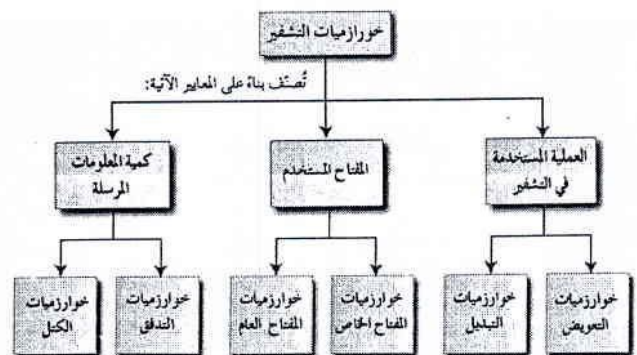 خورازميات التشفير
تُصنّف بناءً على المعايير الآتية:
العملية المستخدمة
في التشفير
المفتاح المستخدم
كمية المعلومات
المرسلة
خوارزميات
التعويض
خوارزميات
التبديل
خوارزميات
المفتاح الخاص
خوارزميات
المفتاح العام
خوارزميات
التدفق
خوارزميات
الكتل